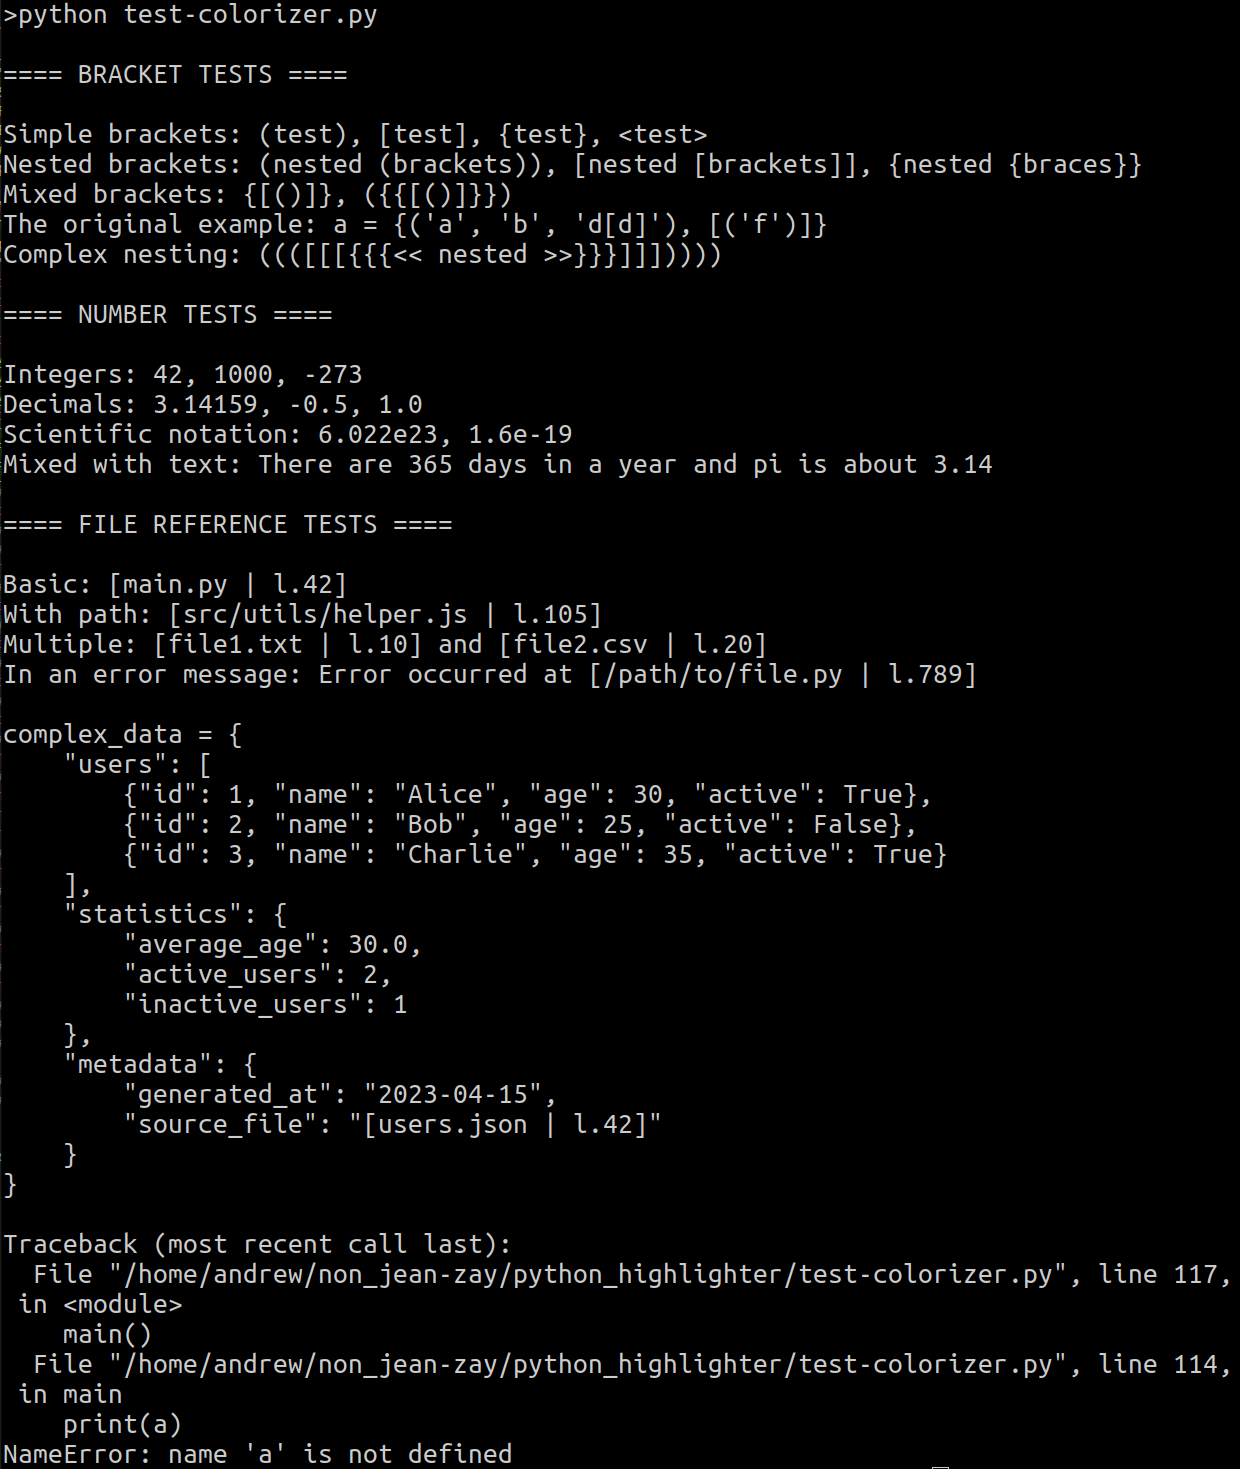 >python test-colorizer.py
==== BRACKET TESTS ====
Simple brackets: (test), [test], {test}, <test>
Nested brackets: (nested (brackets)), [nested [brackets]], {nested {braces}}
Mixed brackets: {[()]}, ({{[()]}})
The original example: a = {('a', 'b', 'd[d]'), [('f')]}
Complex nesting: ((([[[{{{<< nested >>}}}]]]))))
==== NUMBER TESTS ====
Integers: 42, 1000, -273
Decimals: 3.14159, -0.5, 1.0
Scientific notation: 6.022e23, 1.6e-19
Mixed with text: There are 365 days in a year and pi is about 3.14
==== FILE REFERENCE TESTS ====
Basic: [main.py | l.42]
With path: [src/utils/helper.js | l.105]
Multiple: [file1.txt | l.10] and [file2.csv | l.20]
In an error message: Error occurred at [/path/to/file.py | l.789]
complex_data = {
    "users": [
        {"id": 1, "name": "Alice", "age": 30, "active": True},
        {"id": 2, "name": "Bob", "age": 25, "active": False},
        {"id": 3, "name": "Charlie", "age": 35, "active": True}
    ],
    "statistics": {
        "average_age": 30.0,
        "active_users": 2,
        "inactive_users": 1
    },
    "metadata": {
        "generated_at": "2023-04-15",
        "source_file": "[users.json | l.42]"
    }
}
Traceback (most recent call last):
  File "/home/andrew/non_jean-zay/python_highlighter/test-colorizer.py", line 117,
 in <module>
    main()
  File "/home/andrew/non_jean-zay/python_highlighter/test-colorizer.py", line 114,
 in main
    print(a)
NameError: name 'a' is not defined